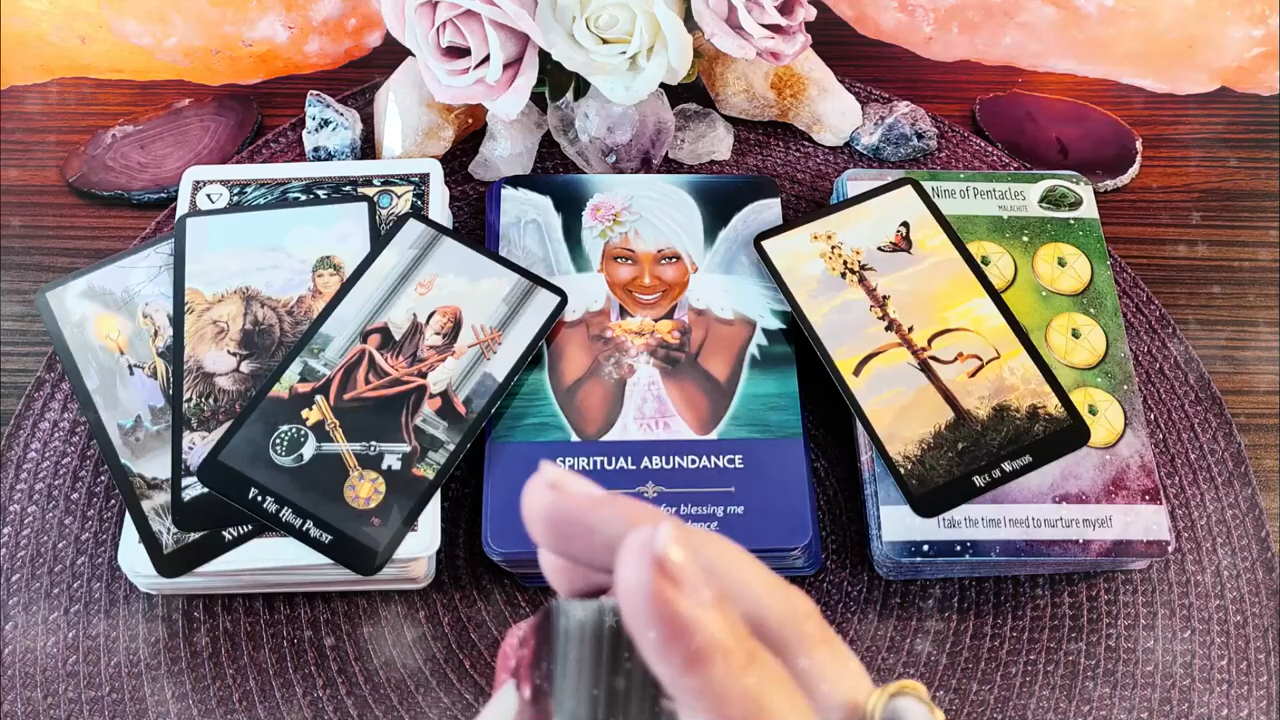 XVIII
V • The High Priest
SPIRITUAL ABUNDANCE
for blessing me
dance.
Nine of Pentacles
MALACHITE
Ace of Wands
I take the time I need to nurture myself